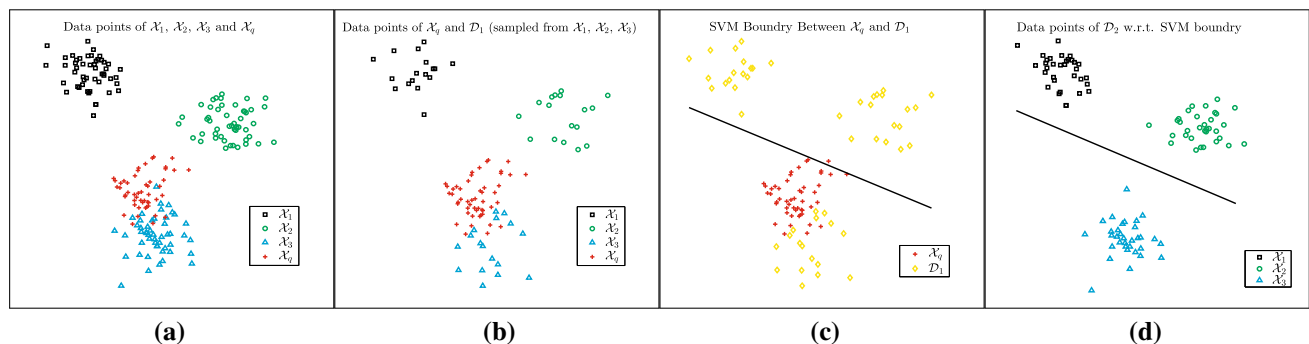 Data points of 𝒳₁, 𝒳₂, 𝒳₃ and 𝒳q
𝒳₁
𝒳₂
𝒳₃
𝒳q
(a)
Data points of 𝒳q and 𝒟₁ (sampled from 𝒳₁, 𝒳₂, 𝒳₃)
𝒳₁
𝒳₂
𝒳₃
𝒳q
(b)
SVM Boundry Between 𝒳q and 𝒟₁
𝒳q
𝒟₁
(c)
Data points of 𝒟₂ w.r.t. SVM boundry
𝒳₁
𝒳₂
𝒳₃
(d)